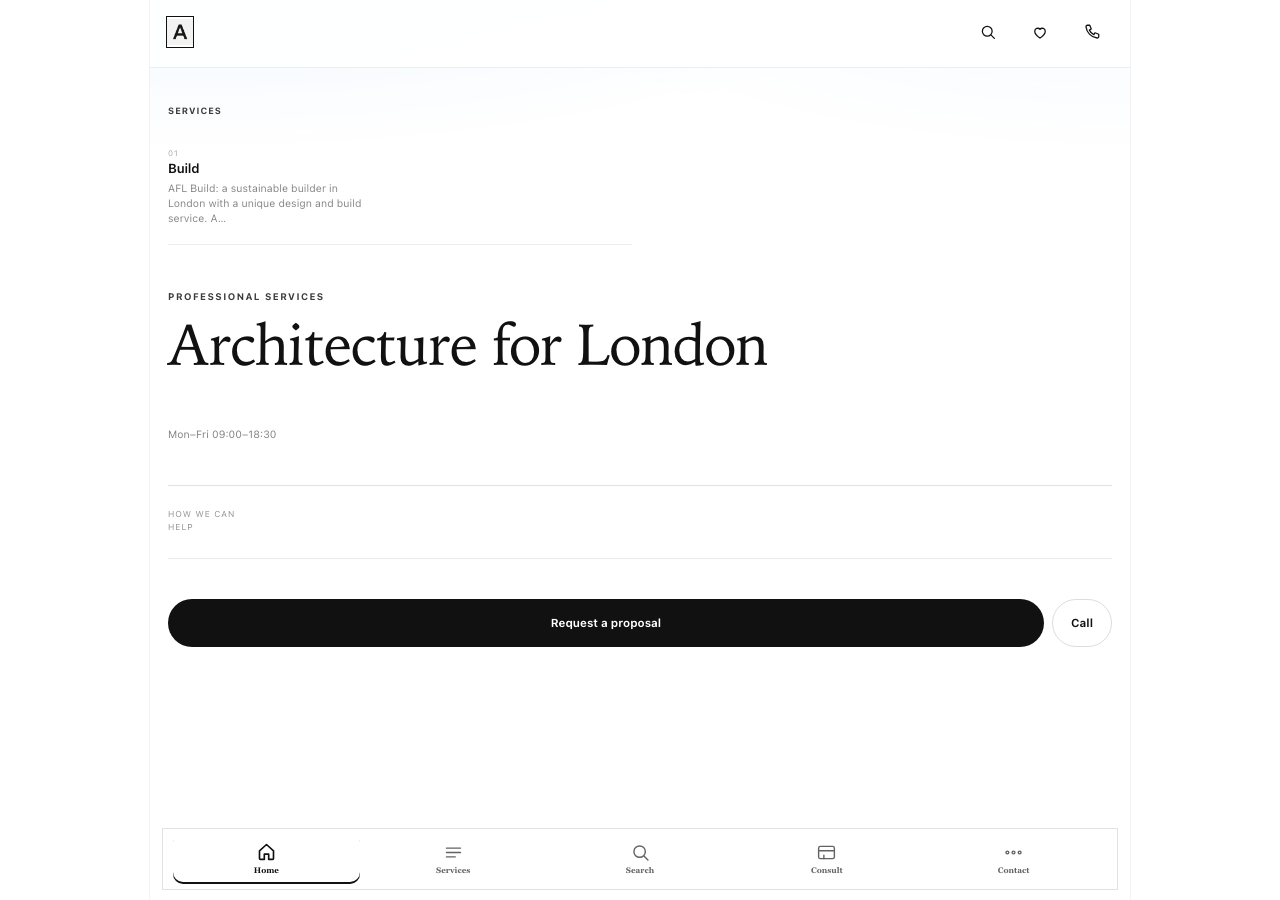 A
SERVICES
01
Build
AFL Build: a sustainable builder in
London with a unique design and build
service. A…
PROFESSIONAL SERVICES
Architecture for London
Mon–Fri 09:00–18:30
HOW WE CAN
HELP
Request a proposal
Call
Home
Services
Search
Consult
Contact